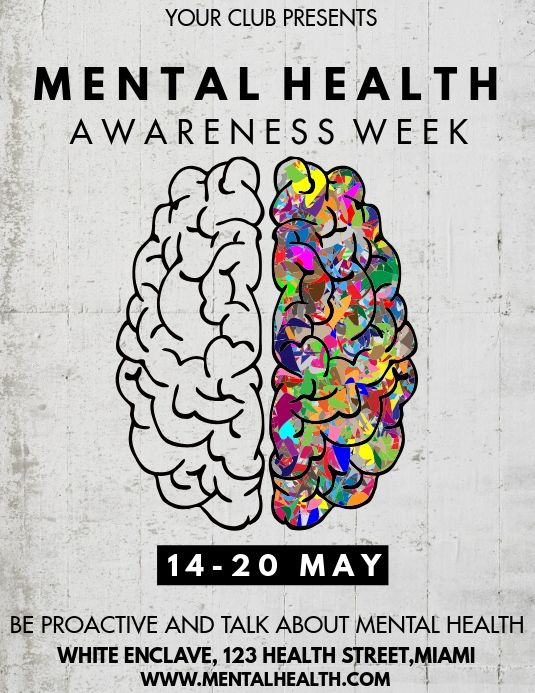 YOUR CLUB PRESENTS
MENTAL HEALTH
AWARENESS WEEK
14-20 MAY
BE PROACTIVE AND TALK ABOUT MENTAL HEALTH
WHITE ENCLAVE, 123 HEALTH STREET,MIAMI
WWW.MENTALHEALTH.COM